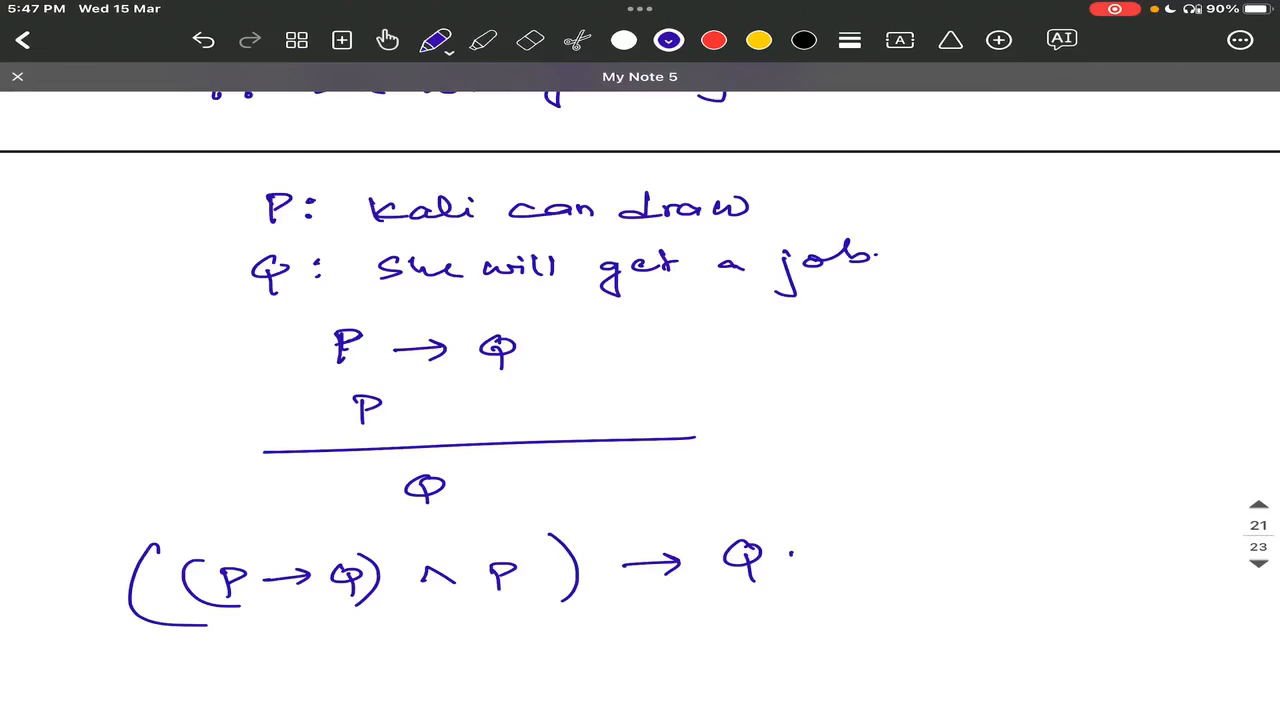 5:47 PM Wed 15 Mar
90%
A
AI
My Note 5
P: Kali can draw
Q: She will get a job.
P → Q
P
Q
((P → Q) ∧ P) → Q.
21
23